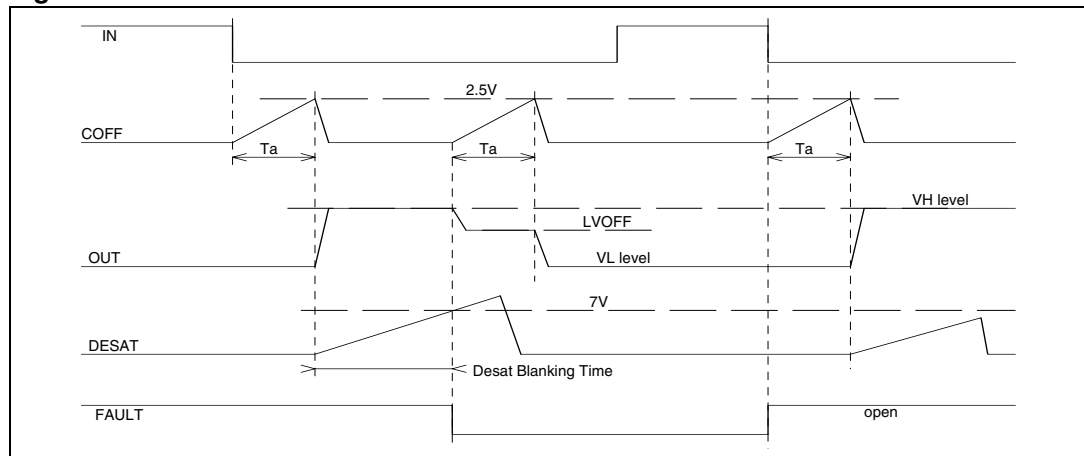 IN
2.5V
COFF
Ta
Ta
Ta
VH level
LVOFF
OUT
VL level
7V
DESAT
Desat Blanking Time
FAULT
open